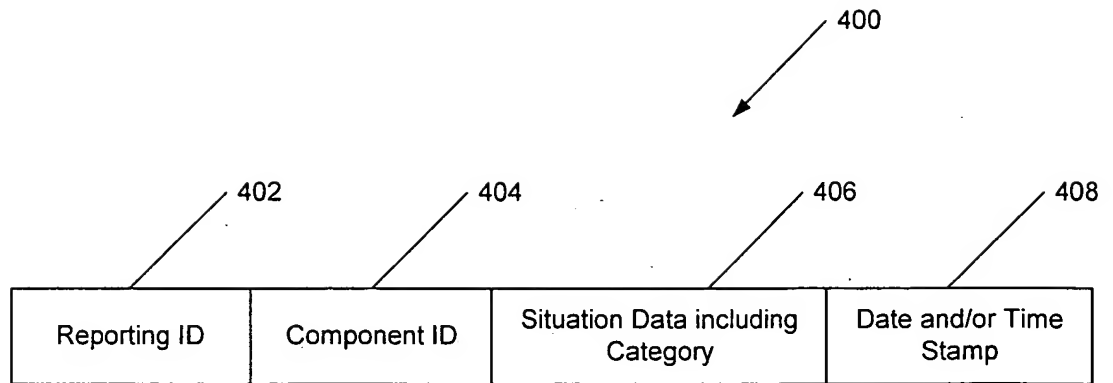 400
402
404
406
408
Reporting ID
Component ID
Situation Data including
Category
Date and/or Time
Stamp